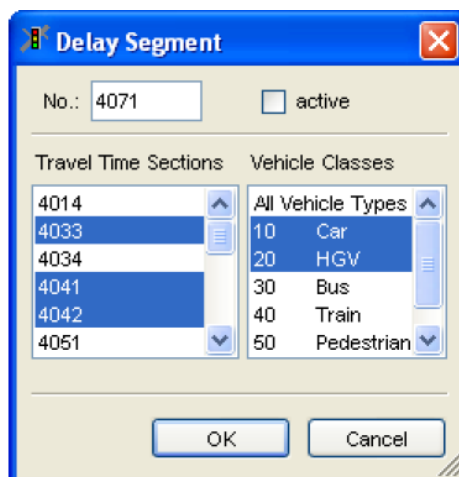 Delay Segment
No.: 4071 active
Travel Time Sections Vehicle Classes
4014 All Vehicle Types
4033 10 Car
4034 20 HGV
4041 30 Bus
4042 40 Train
4051 50 Pedestrian
OK Cancel